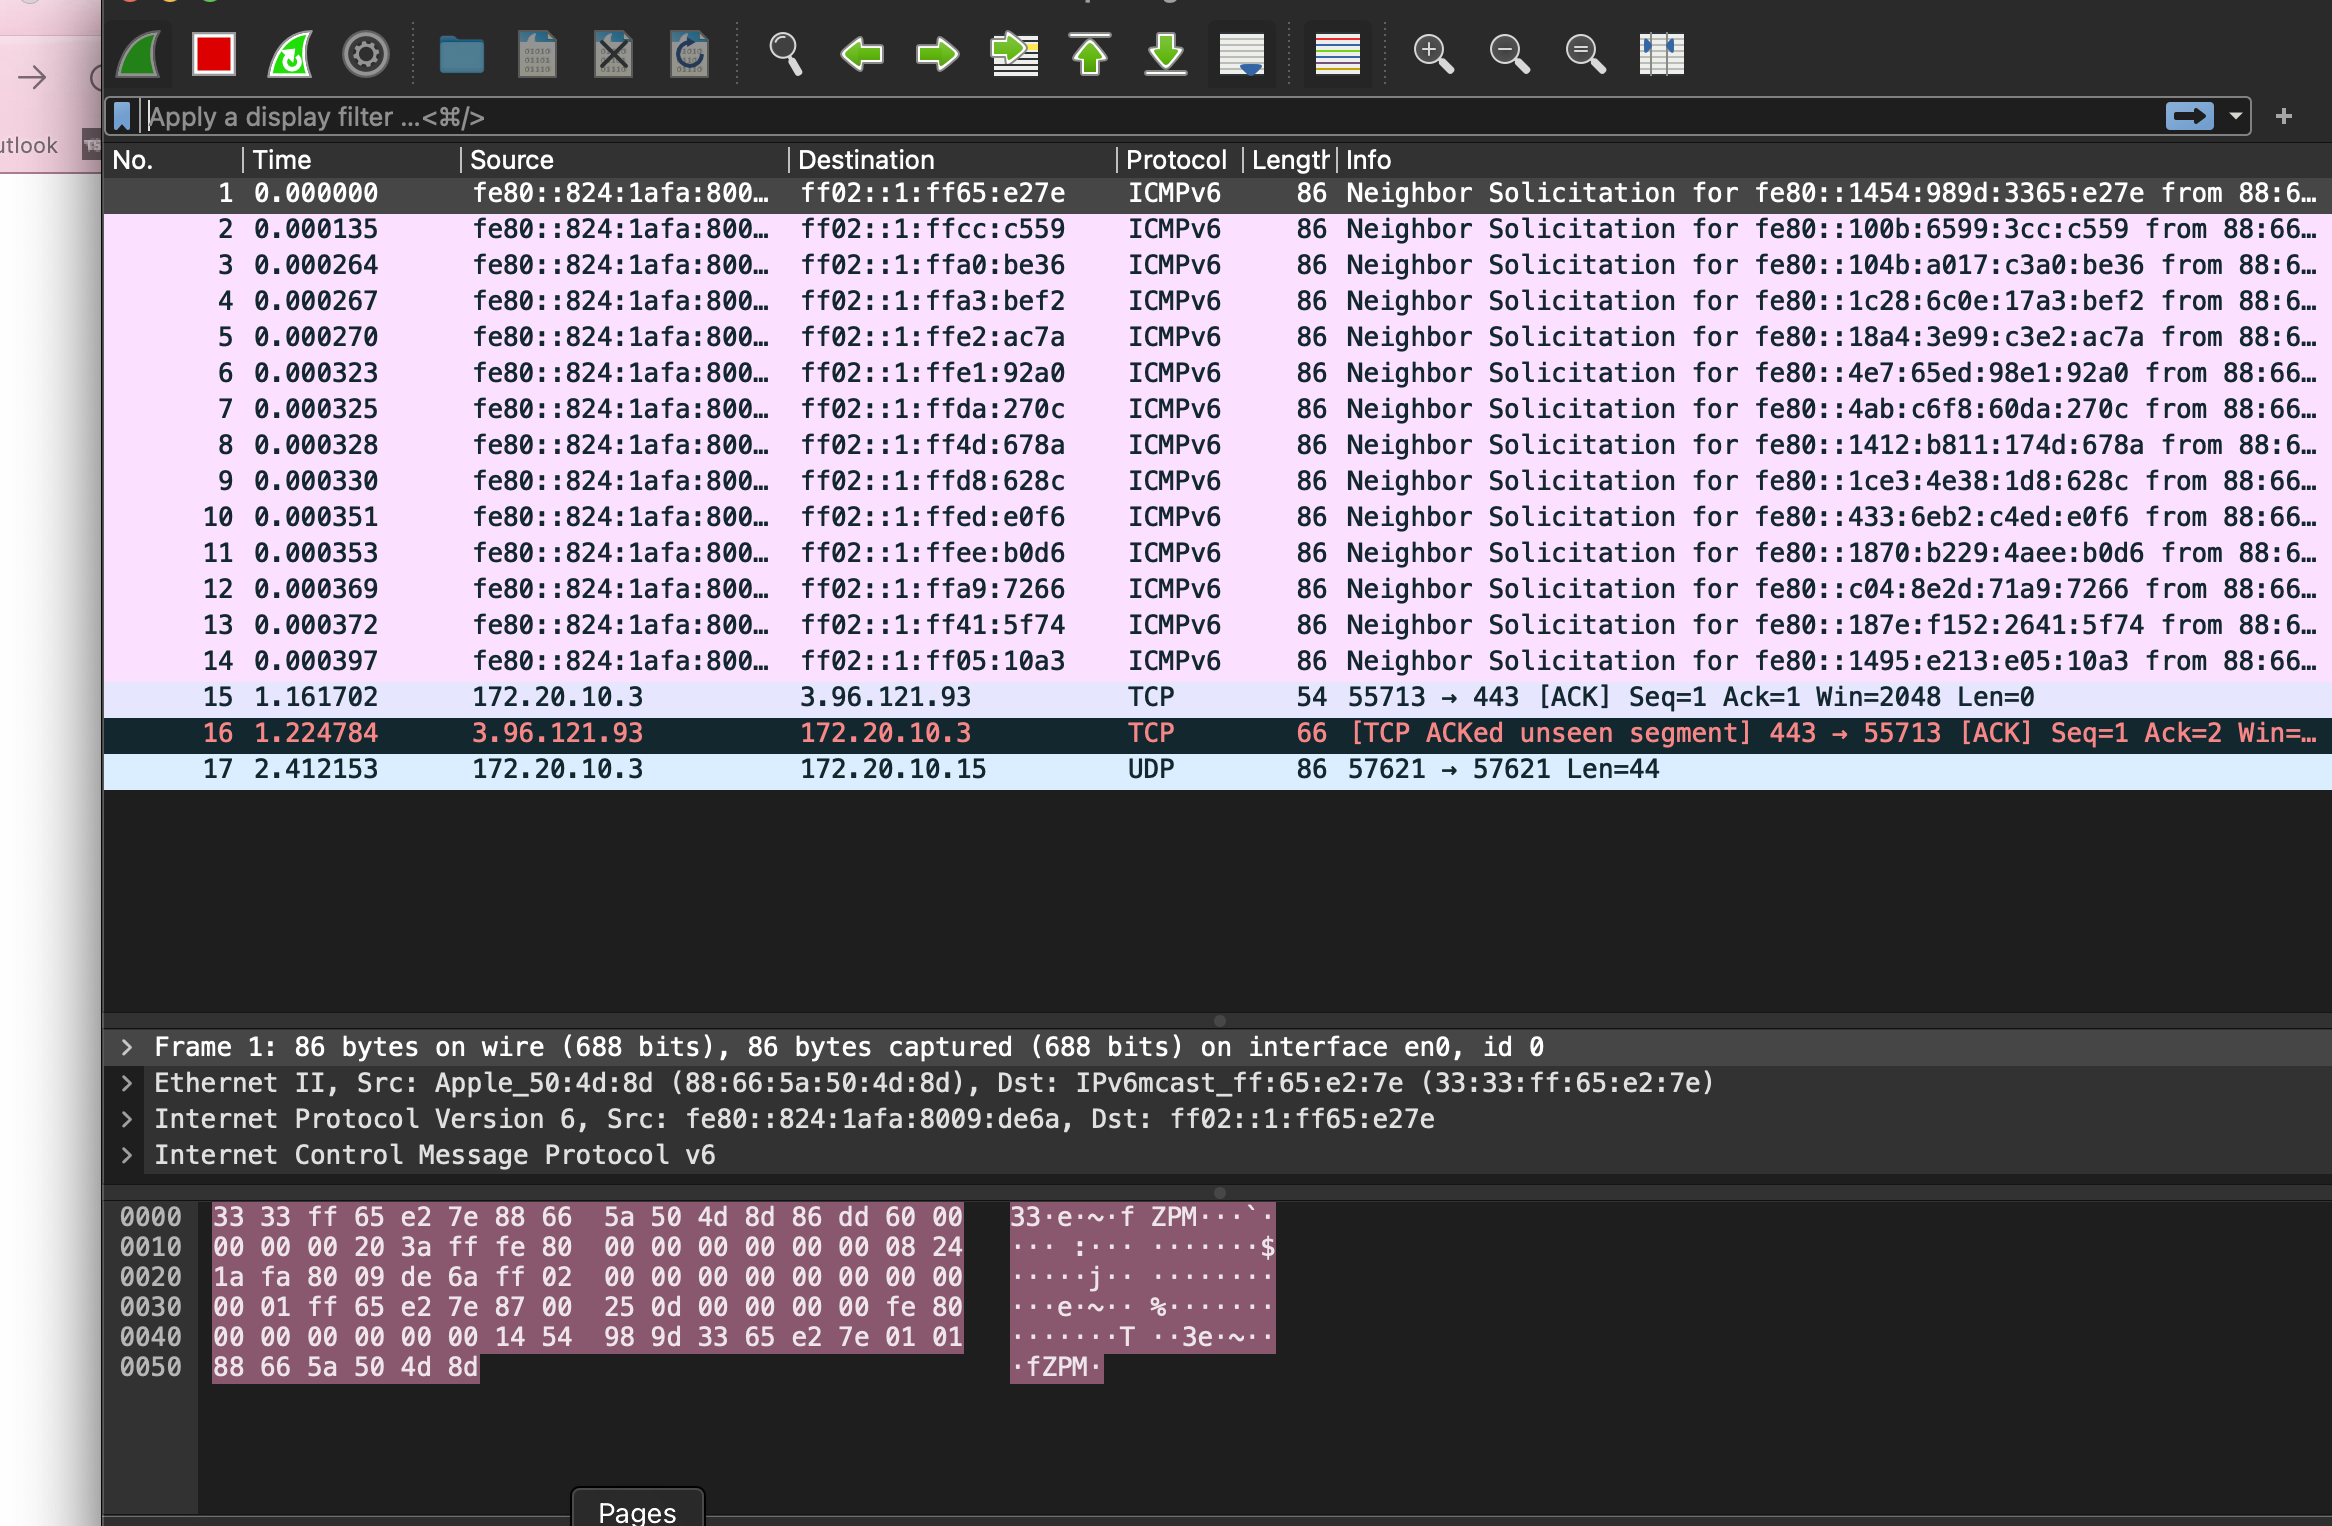 Apply a display filter ...<⌘/>
utlook
No. Time Source Destination Protocol Length Info
1 0.000000 fe80::824:1afa:800… ff02::1:ff65:e27e ICMPv6 86 Neighbor Solicitation for fe80::1454:989d:3365:e27e from 88:6…
2 0.000135 fe80::824:1afa:800… ff02::1:ffcc:c559 ICMPv6 86 Neighbor Solicitation for fe80::100b:6599:3cc:c559 from 88:66…
3 0.000264 fe80::824:1afa:800… ff02::1:ffa0:be36 ICMPv6 86 Neighbor Solicitation for fe80::104b:a017:c3a0:be36 from 88:6…
4 0.000267 fe80::824:1afa:800… ff02::1:ffa3:bef2 ICMPv6 86 Neighbor Solicitation for fe80::1c28:6c0e:17a3:bef2 from 88:6…
5 0.000270 fe80::824:1afa:800… ff02::1:ffe2:ac7a ICMPv6 86 Neighbor Solicitation for fe80::18a4:3e99:c3e2:ac7a from 88:6…
6 0.000323 fe80::824:1afa:800… ff02::1:ffe1:92a0 ICMPv6 86 Neighbor Solicitation for fe80::4e7:65ed:98e1:92a0 from 88:66…
7 0.000325 fe80::824:1afa:800… ff02::1:ffda:270c ICMPv6 86 Neighbor Solicitation for fe80::4ab:c6f8:60da:270c from 88:66…
8 0.000328 fe80::824:1afa:800… ff02::1:ff4d:678a ICMPv6 86 Neighbor Solicitation for fe80::1412:b811:174d:678a from 88:6…
9 0.000330 fe80::824:1afa:800… ff02::1:ffd8:628c ICMPv6 86 Neighbor Solicitation for fe80::1ce3:4e38:1d8:628c from 88:66…
10 0.000351 fe80::824:1afa:800… ff02::1:ffed:e0f6 ICMPv6 86 Neighbor Solicitation for fe80::433:6eb2:c4ed:e0f6 from 88:66…
11 0.000353 fe80::824:1afa:800… ff02::1:ffee:b0d6 ICMPv6 86 Neighbor Solicitation for fe80::1870:b229:4aee:b0d6 from 88:6…
12 0.000369 fe80::824:1afa:800… ff02::1:ffa9:7266 ICMPv6 86 Neighbor Solicitation for fe80::c04:8e2d:71a9:7266 from 88:66…
13 0.000372 fe80::824:1afa:800… ff02::1:ff41:5f74 ICMPv6 86 Neighbor Solicitation for fe80::187e:f152:2641:5f74 from 88:6…
14 0.000397 fe80::824:1afa:800… ff02::1:ff05:10a3 ICMPv6 86 Neighbor Solicitation for fe80::1495:e213:e05:10a3 from 88:66…
15 1.161702 172.20.10.3 3.96.121.93 TCP 54 55713 → 443 [ACK] Seq=1 Ack=1 Win=2048 Len=0
16 1.224784 3.96.121.93 172.20.10.3 TCP 66 [TCP ACKed unseen segment] 443 → 55713 [ACK] Seq=1 Ack=2 Win=…
17 2.412153 172.20.10.3 172.20.10.15 UDP 86 57621 → 57621 Len=44
Frame 1: 86 bytes on wire (688 bits), 86 bytes captured (688 bits) on interface en0, id 0
Ethernet II, Src: Apple_50:4d:8d (88:66:5a:50:4d:8d), Dst: IPv6mcast_ff:65:e2:7e (33:33:ff:65:e2:7e)
Internet Protocol Version 6, Src: fe80::824:1afa:8009:de6a, Dst: ff02::1:ff65:e27e
Internet Control Message Protocol v6
0000 33 33 ff 65 e2 7e 88 66 5a 50 4d 8d 86 dd 60 00 33·e·~·f ZPM···`·
0010 00 00 00 20 3a ff fe 80 00 00 00 00 00 00 08 24 ··· :··· ·······$
0020 1a fa 80 09 de 6a ff 02 00 00 00 00 00 00 00 00 ·····j·· ········
0030 00 01 ff 65 e2 7e 87 00 25 0d 00 00 00 00 fe 80 ···e·~·· %·······
0040 00 00 00 00 00 00 14 54 98 9d 33 65 e2 7e 01 01 ·······T ··3e·~··
0050 88 66 5a 50 4d 8d ·fZPM·
Pages